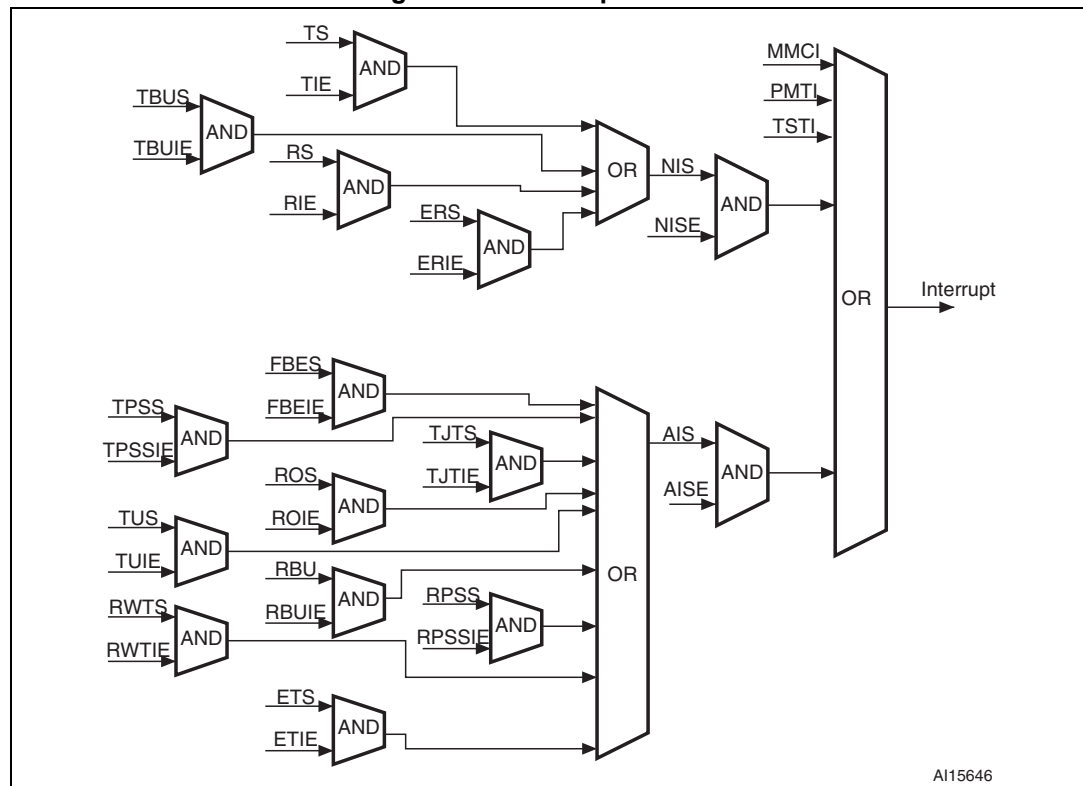 TS
AND
TIE
MMCI
PMTI
TSTI
TBUS
AND
TBUIE
RS
AND
RIE
OR
NIS
AND
NISE
ERS
AND
ERIE
OR
Interrupt
FBES
AND
FBEIE
TPSS
AND
TPSSIE
TJTS
AND
TJTIE
AIS
AND
AISE
ROS
AND
ROIE
TUS
AND
TUIE
OR
RBU
AND
RBUIE
RPSS
AND
RPSSIE
RWTS
AND
RWTIE
ETS
AND
ETIE
AI15646